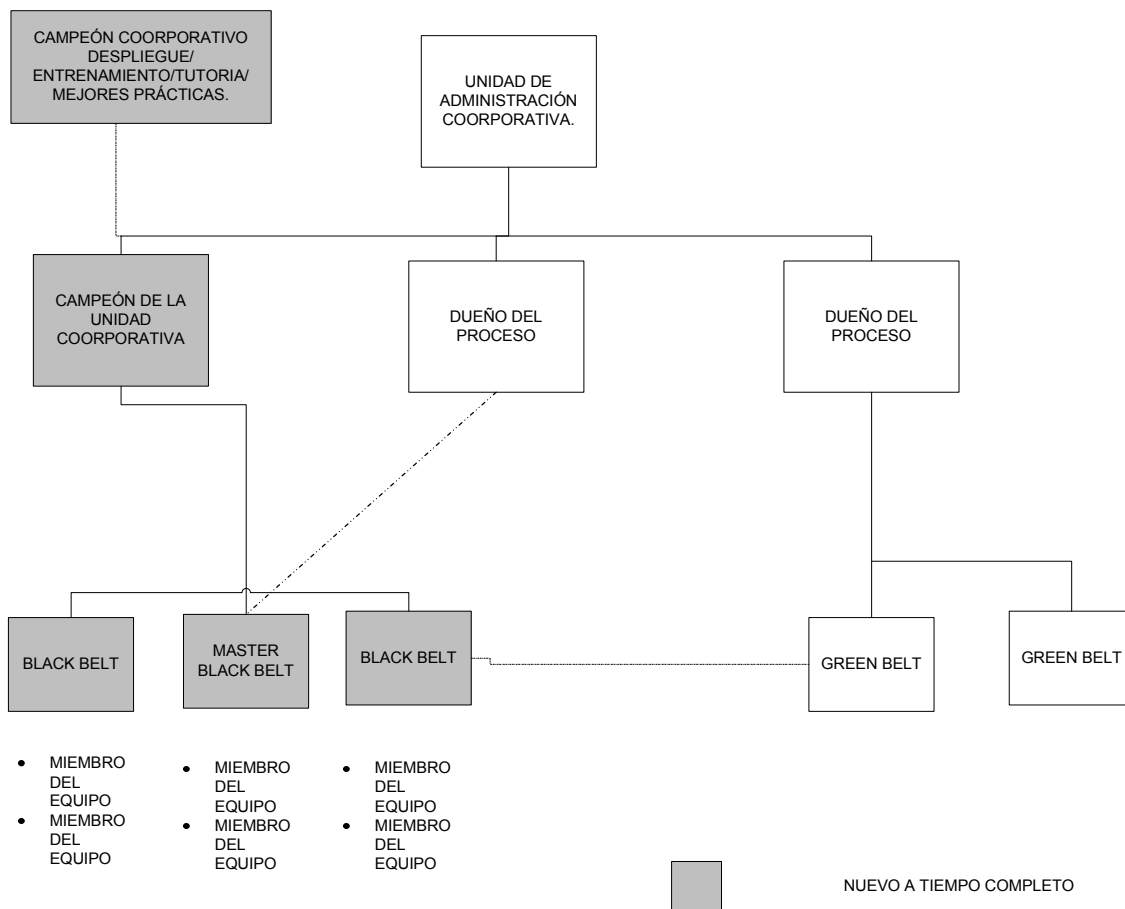 CAMPEÓN COORPORATIVO
DESPLIEGUE/
ENTRENAMIENTO/TUTORIA/
MEJORES PRÁCTICAS.
UNIDAD DE
ADMINISTRACIÓN
COORPORATIVA.
CAMPEÓN DE LA
UNIDAD
COORPORATIVA
DUEÑO DEL
PROCESO
DUEÑO DEL
PROCESO
BLACK BELT
MASTER
BLACK BELT
BLACK BELT
GREEN BELT
GREEN BELT
• MIEMBRO
DEL
EQUIPO
• MIEMBRO
DEL
EQUIPO
• MIEMBRO
DEL
EQUIPO
• MIEMBRO
DEL
EQUIPO
• MIEMBRO
DEL
EQUIPO
• MIEMBRO
DEL
EQUIPO
NUEVO A TIEMPO COMPLETO